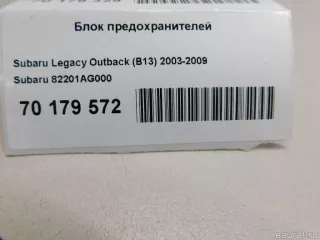 Блок предохранителей
Subaru Legacy Outback (B13) 2003-2009
Subaru 82201AG000
70 179 572